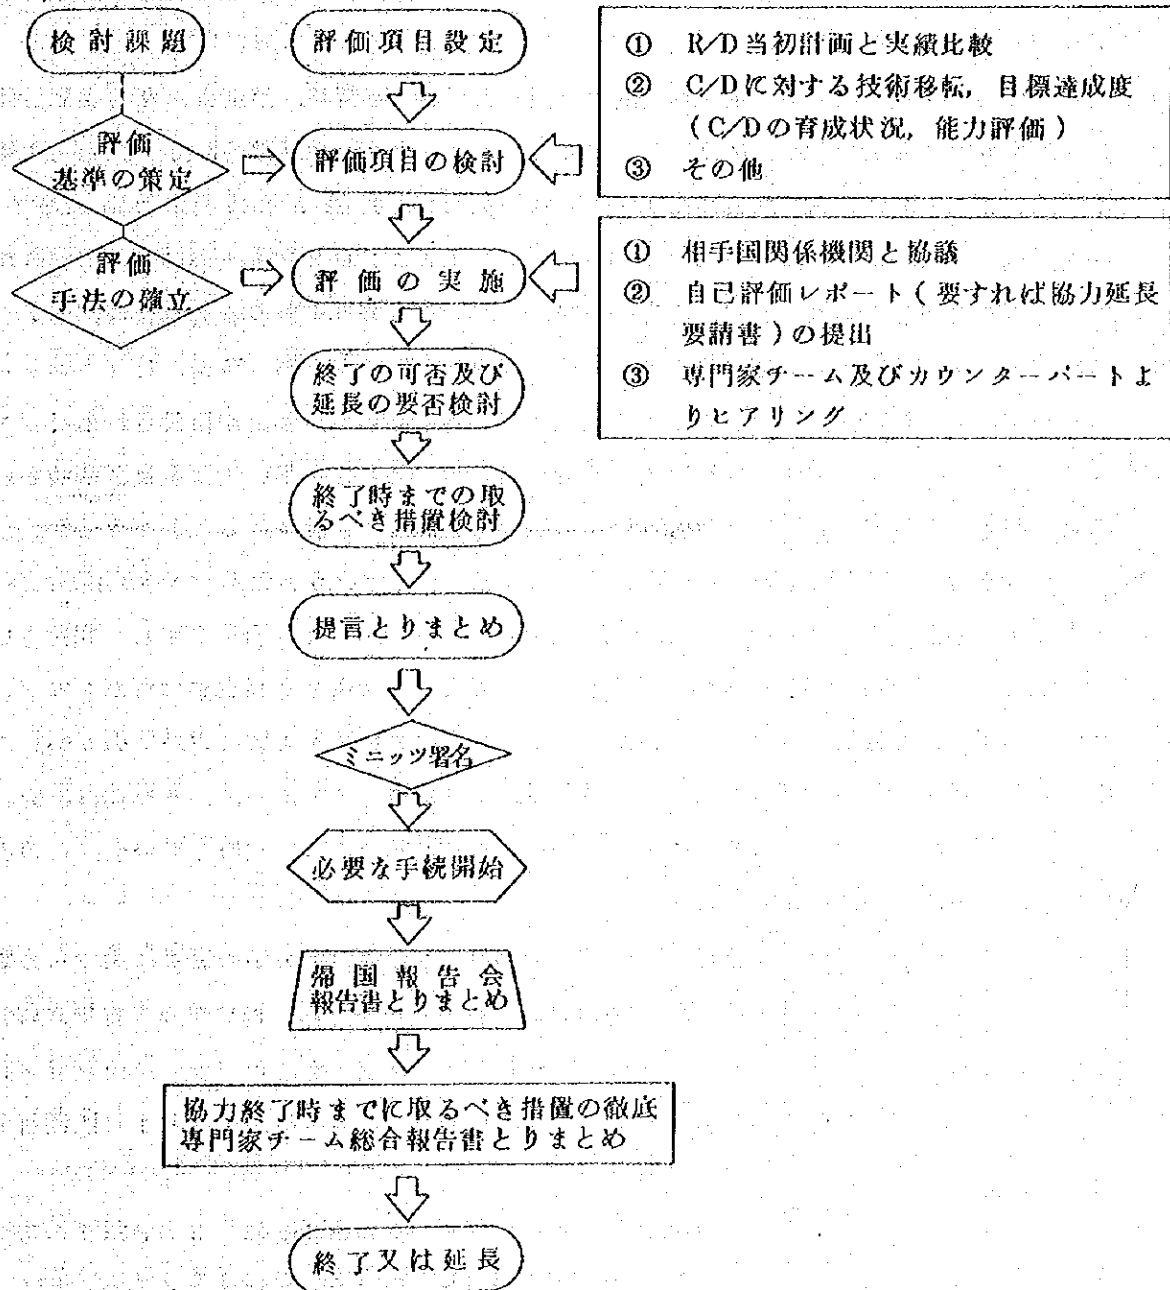 検討課題
評価
基準の策定
評価
手法の確立
評価項目設定
評価項目の検討
評価の実施
終了の可否及び
延長の要否検討
終了時までの取
るべき措置検討
提言とりまとめ
ミニッツ署名
必要な手続開始
帰国報告会
報告書とりまとめ
協力終了時までに取るべき措置の徹底
専門家チーム総合報告書とりまとめ
終了又は延長
① R/D当初計画と実績比較
② C/Dに対する技術移転,目標達成度
(C/Dの育成状況,能力評価)
③ その他
① 相手国関係機関と協議
② 自己評価レポート(要すれば協力延長
要請書)の提出
③ 専門家チーム及びカウンターパートよ
りヒアリング